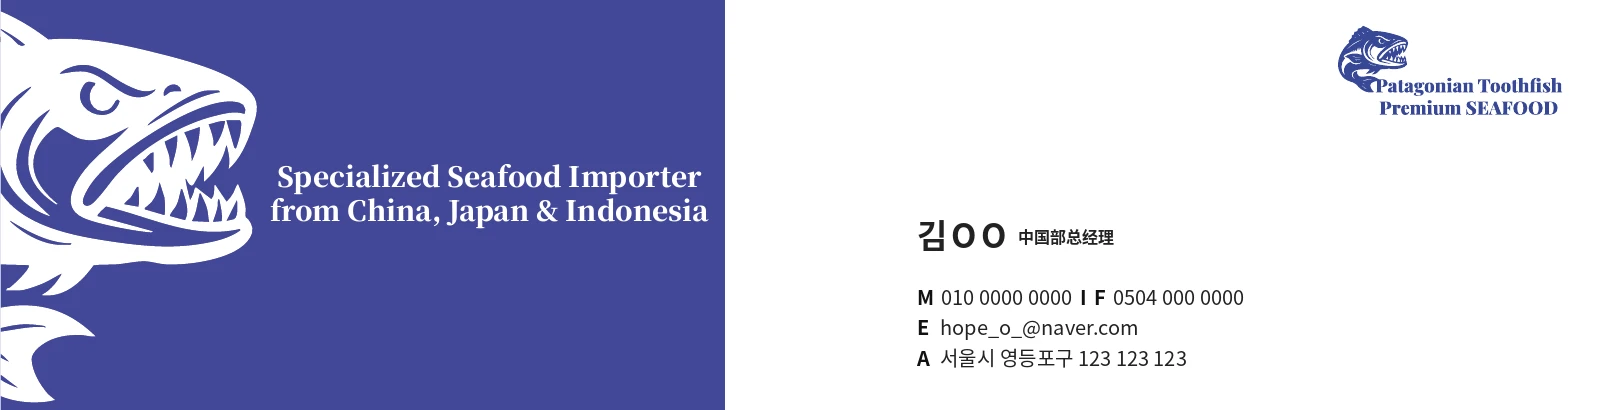 Specialized Seafood Importer
from China, Japan & Indonesia
Patagonian Toothfish
Premium SEAFOOD
김OO 中国部总经理
M 010 0000 0000 I F 0504 000 0000
E hope_o_@naver.com
A 서울시 영등포구 123 123 123